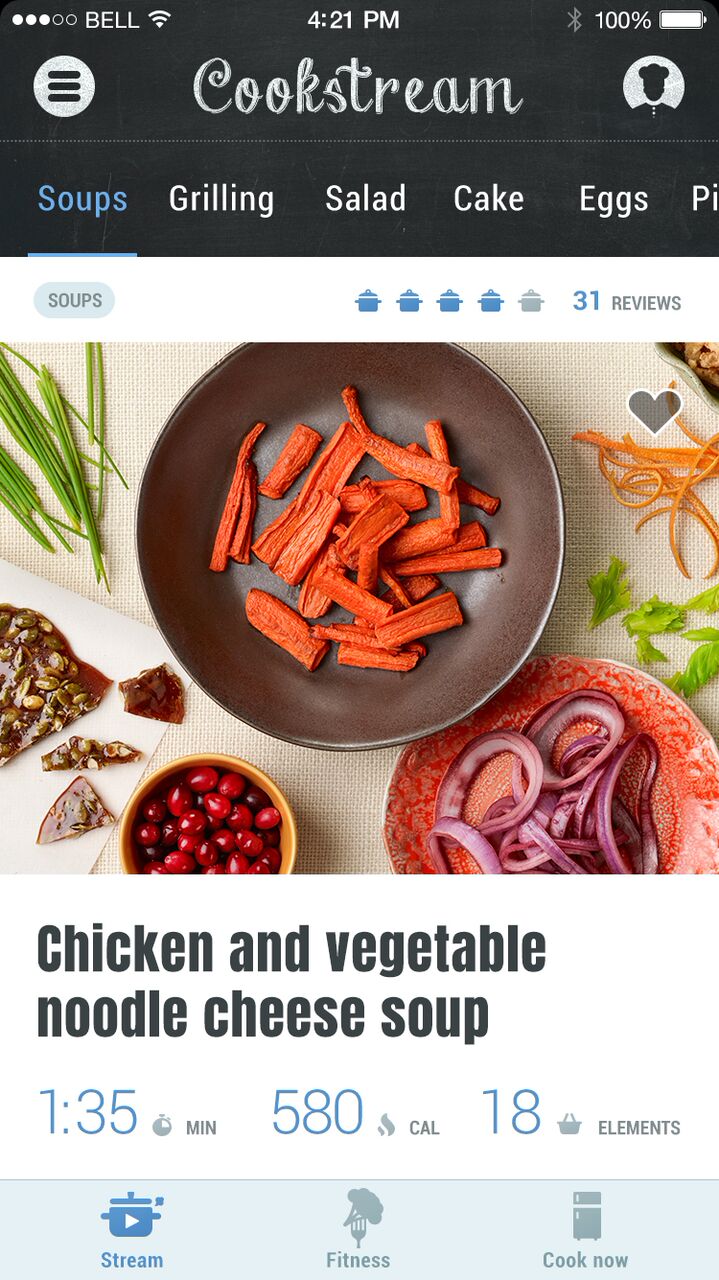 BELL 4:21 PM 100%
Cookstream
Soups Grilling Salad Cake Eggs Pi
SOUPS 31 REVIEWS
Chicken and vegetable
noodle cheese soup
1:35 MIN 580 CAL 18 ELEMENTS
Stream Fitness Cook now